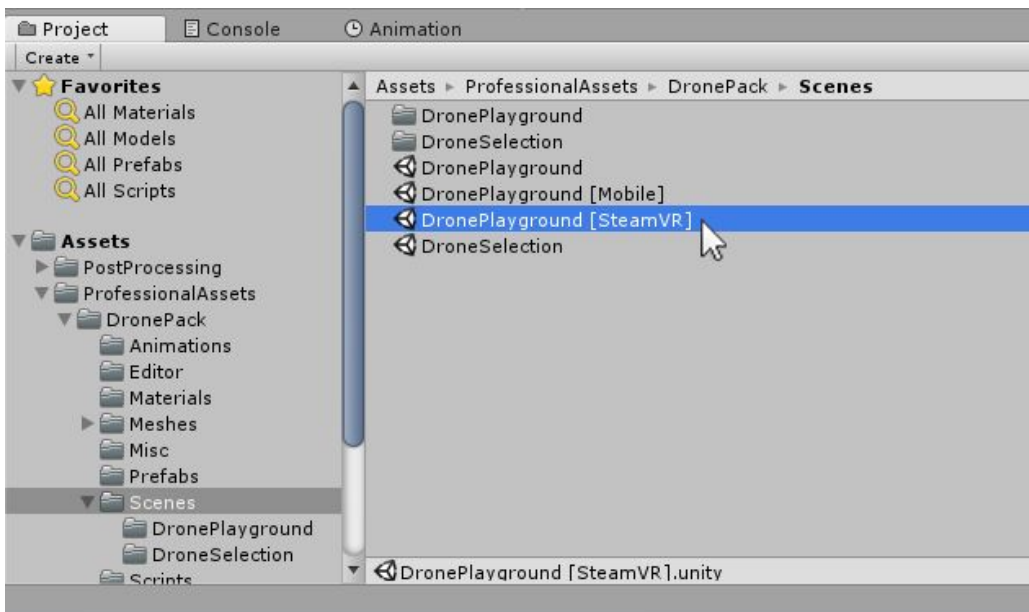 Project Console Animation
Create
Favorites
All Materials
All Models
All Prefabs
All Scripts
Assets
PostProcessing
ProfessionalAssets
DronePack
Animations
Editor
Materials
Meshes
Misc
Prefabs
Scenes
DronePlayground
DroneSelection
Scripts
Assets ProfessionalAssets DronePack Scenes
DronePlayground
DroneSelection
DronePlayground
DronePlayground [Mobile]
DronePlayground [SteamVR]
DroneSelection
DronePlayground [SteamVR].unity